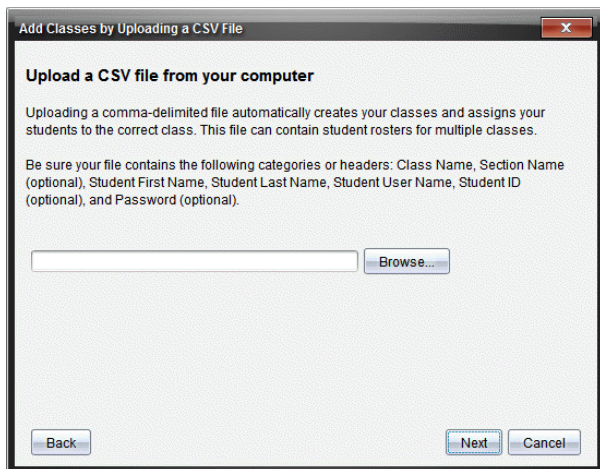 Add Classes by Uploading a CSV File
X
Upload a CSV file from your computer
Uploading a comma-delimited file automatically creates your classes and assigns your
students to the correct class. This file can contain student rosters for multiple classes.
Be sure your file contains the following categories or headers: Class Name, Section Name
(optional), Student First Name, Student Last Name, Student User Name, Student ID
(optional), and Password (optional).
Browse...
Back
Next
Cancel